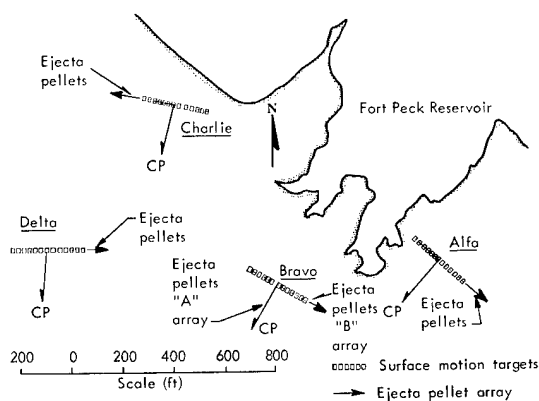 Ejecta
pellets
N
Fort Peck Reservoir
Charlie
CP
Delta
Ejecta
pellets
CP
Bravo
Ejecta
pellets
"A"
array
CP
Ejecta
pellets
"B"
array
Alfa
CP
Ejecta
pellets
200 0 200 400 600 800
Scale (ft)
Surface motion targets
Ejecta pellet array